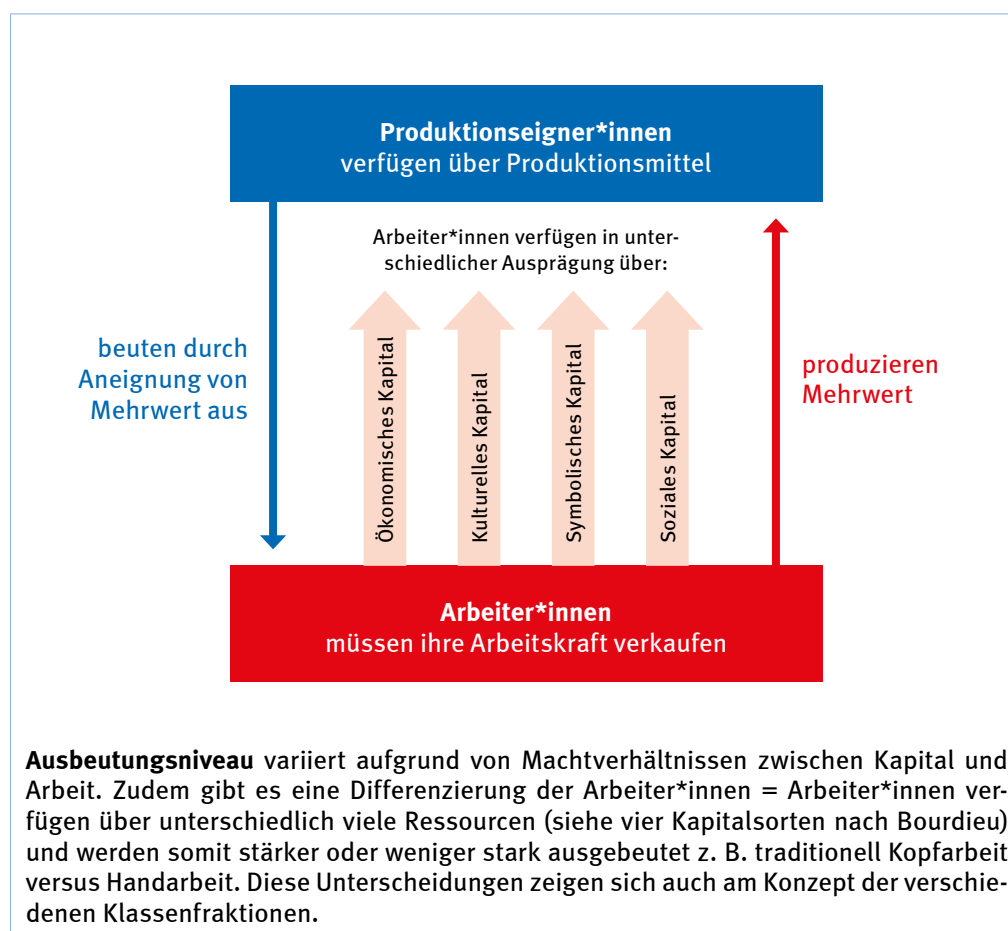 Produktionseigner*innen
verfügen über Produktionsmittel
Arbeiter*innen verfügen in unter-
schiedlicher Ausprägung über:
beuten durch
Aneignung von
Mehrwert aus
Ökonomisches Kapital
Kulturelles Kapital
Symbolisches Kapital
Soziales Kapital
produzieren
Mehrwert
Arbeiter*innen
müssen ihre Arbeitskraft verkaufen
Ausbeutungsniveau variiert aufgrund von Machtverhältnissen zwischen Kapital und
Arbeit. Zudem gibt es eine Differenzierung der Arbeiter*innen = Arbeiter*innen ver-
fügen über unterschiedlich viele Ressourcen (siehe vier Kapitalsorten nach Bourdieu)
und werden somit stärker oder weniger stark ausgebeutet z. B. traditionell Kopfarbeit
versus Handarbeit. Diese Unterscheidungen zeigen sich auch am Konzept der verschie-
denen Klassenfraktionen.